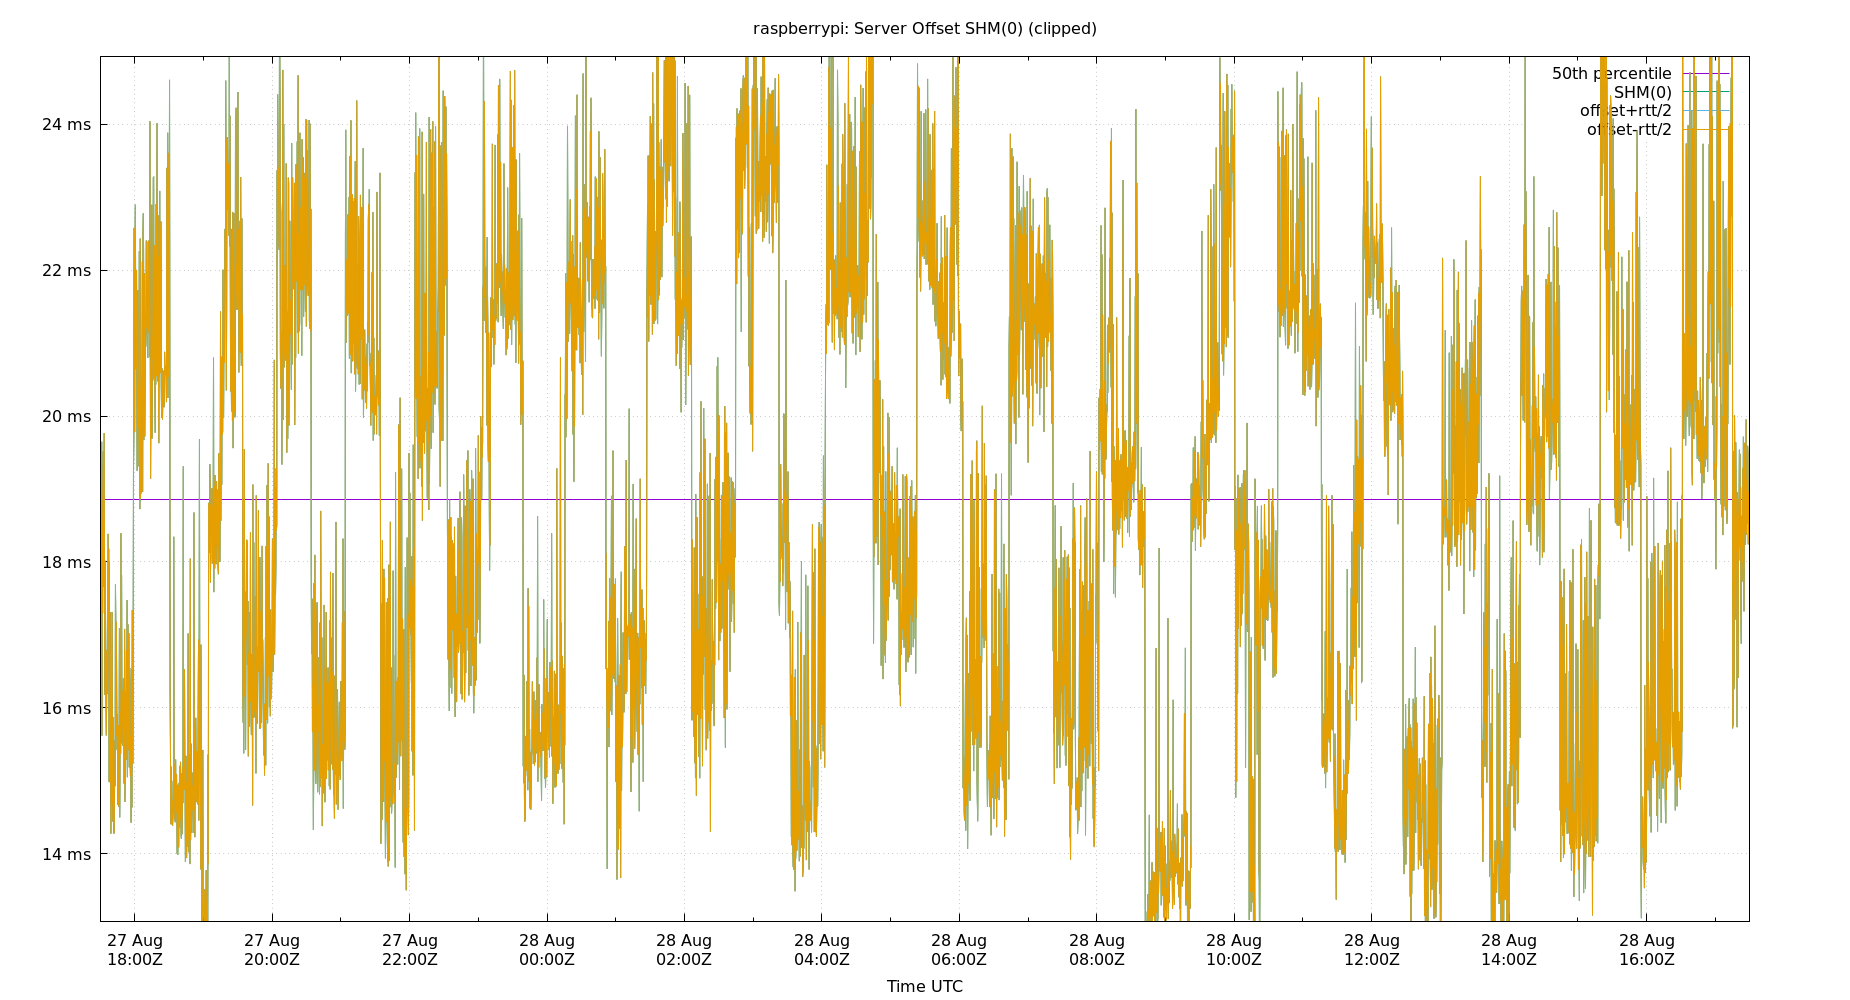 raspberrypi: Server Offset SHM(0) (clipped)
50th percentile
SHM(0)
offset+rtt/2
offset-rtt/2
24 ms
22 ms
20 ms
18 ms
16 ms
14 ms
27 Aug 27 Aug 27 Aug 28 Aug 28 Aug 28 Aug 28 Aug 28 Aug 28 Aug 28 Aug 28 Aug 28 Aug
18:00Z 20:00Z 22:00Z 00:00Z 02:00Z 04:00Z 06:00Z 08:00Z 10:00Z 12:00Z 14:00Z 16:00Z
Time UTC